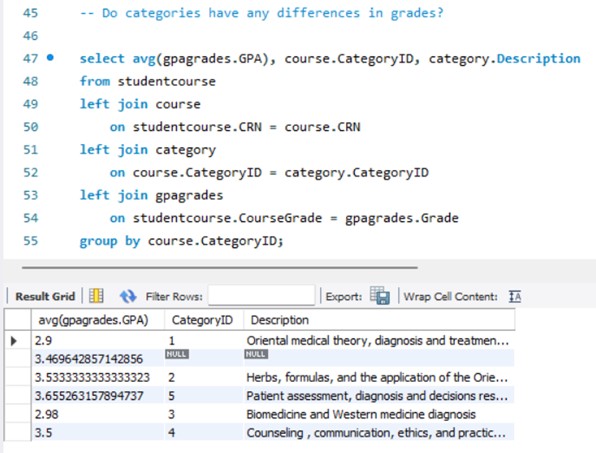 45 -- Do categories have any differences in grades?
46
47 select avg(gpagrades.GPA), course.CategoryID, category.Description
48 from studentcourse
49 left join course
50 on studentcourse.CRN = course.CRN
51 left join category
52 on course.CategoryID = category.CategoryID
53 left join gpagrades
54 on studentcourse.CourseGrade = gpagrades.Grade
55 group by course.CategoryID;
Result Grid Filter Rows: Export: Wrap Cell Content:
avg(gpagrades.GPA) CategoryID Description
2.9 1 Oriental medical theory, diagnosis and treatmen...
3.469642857142856 NULL NULL
3.5333333333333323 2 Herbs, formulas, and the application of the Orie...
3.655263157894737 5 Patient assessment, diagnosis and decisions res...
2.98 3 Biomedicine and Western medicine diagnosis
3.5 4 Counseling , communication, ethics, and practic...